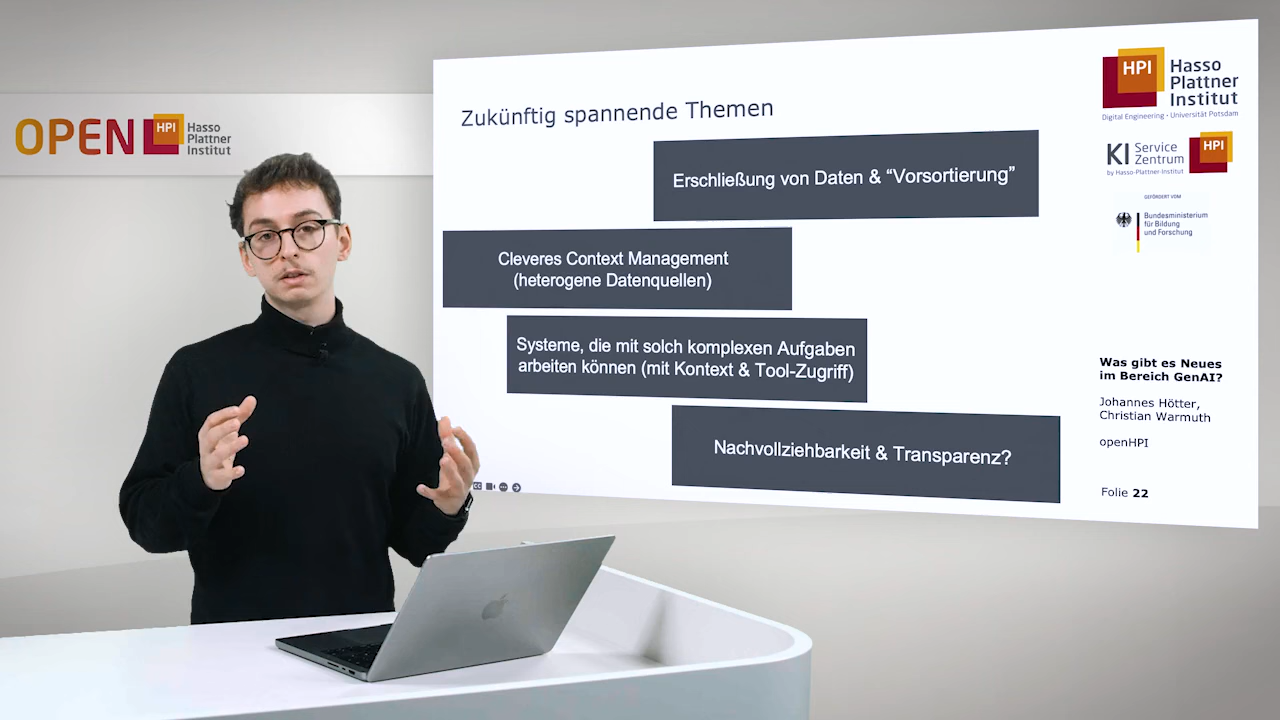 OPEN HPI Hasso
Plattner
Institut
Zukünftig spannende Themen
Erschließung von Daten & “Vorsortierung”
Cleveres Context Management
(heterogene Datenquellen)
Systeme, die mit solch komplexen Aufgaben
arbeiten können (mit Kontext & Tool-Zugriff)
Nachvollziehbarkeit & Transparenz?
HPI Hasso
Plattner
Institut
Digital Engineering • Universität Potsdam
KI Service
Zentrum
by Hasso-Plattner-Institut
HPI
GEFÖRDERT VOM
Bundesministerium
für Bildung
und Forschung
Was gibt es Neues
im Bereich GenAI?
Johannes Hötter,
Christian Warmuth
openHPI
Folie 22